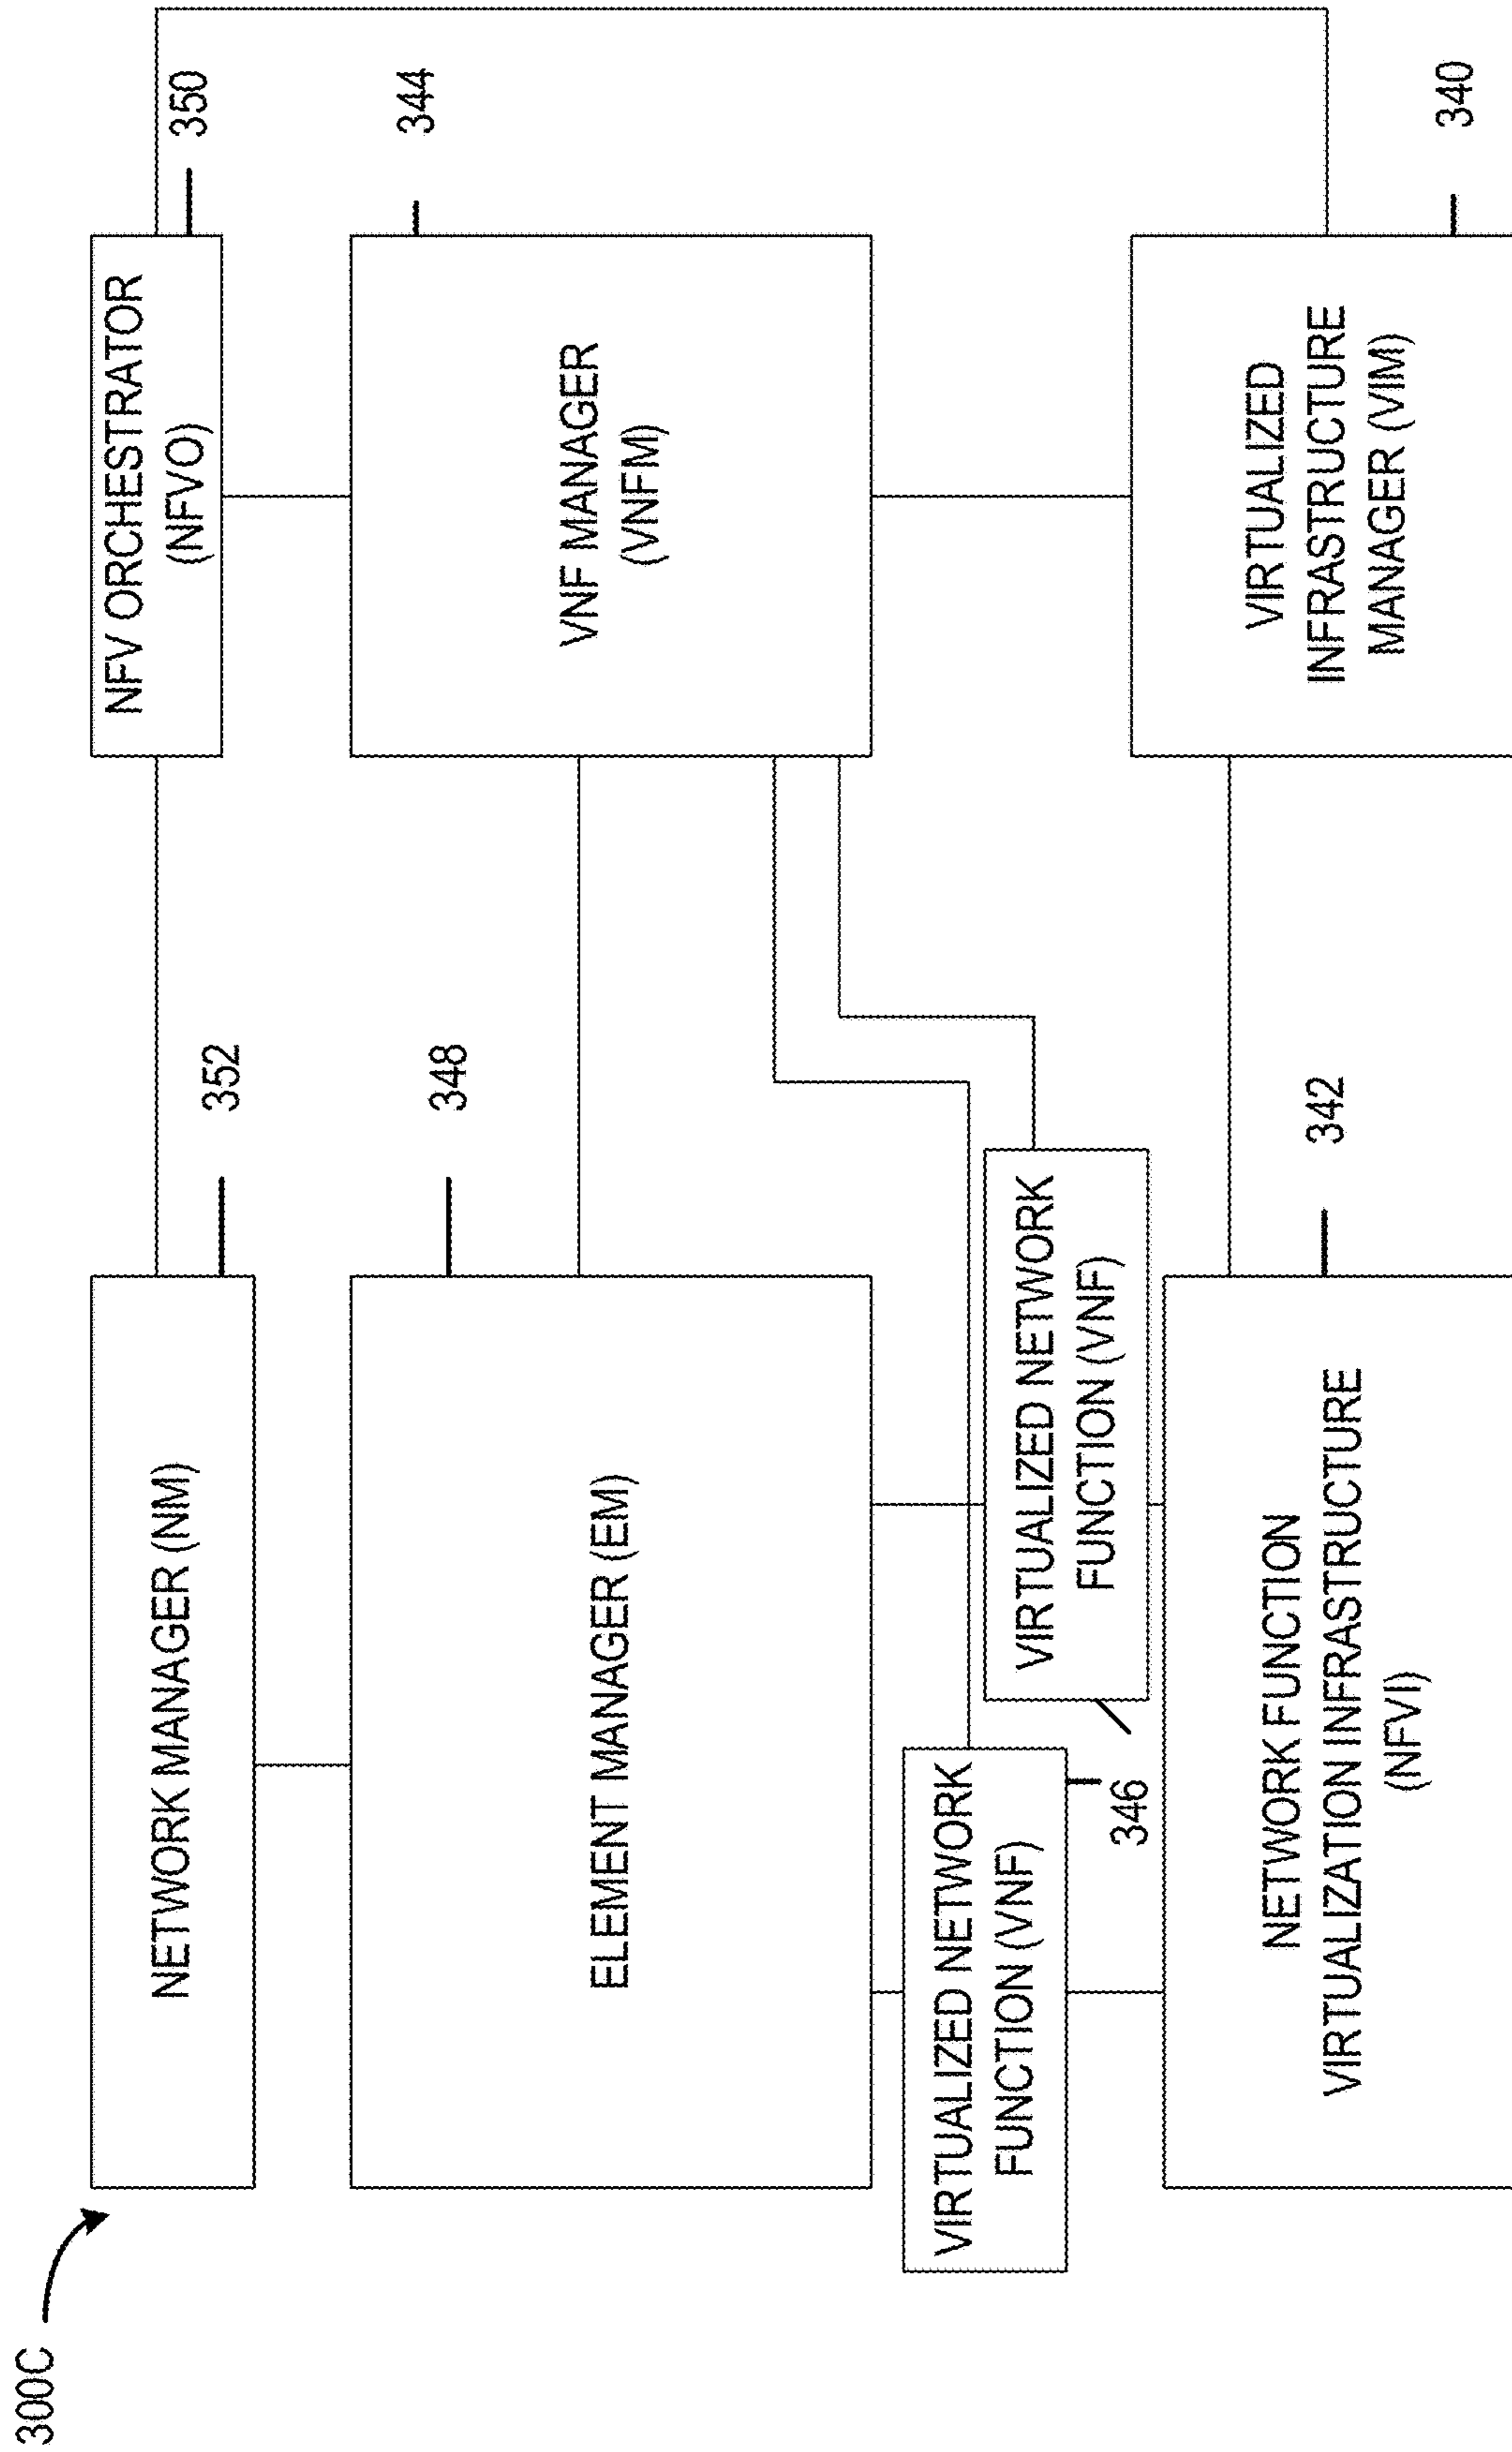 300C
NETWORK MANAGER (NM)
352
NFV ORCHESTRATOR
(NFVO)
350
ELEMENT MANAGER (EM)
348
VNF MANAGER
(VNFM)
344
VIRTUALIZED NETWORK
FUNCTION (VNF)
346
VIRTUALIZED NETWORK
FUNCTION (VNF)
NETWORK FUNCTION
VIRTUALIZATION INFRASTRUCTURE
(NFVI)
342
VIRTUALIZED
INFRASTRUCTURE
MANAGER (VIM)
340